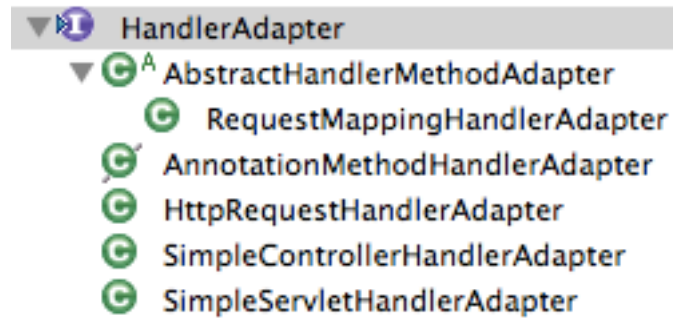 I HandlerAdapter
C A AbstractHandlerMethodAdapter
C RequestMappingHandlerAdapter
C AnnotationMethodHandlerAdapter
C HttpRequestHandlerAdapter
C SimpleControllerHandlerAdapter
C SimpleServletHandlerAdapter